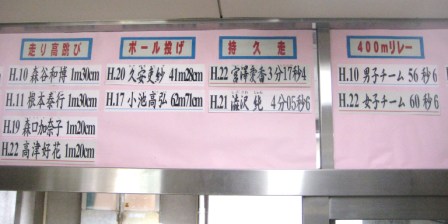 走り高跳び
H.10 森谷和博 1m30cm
H.11 根本泰行 1m30cm
H.19 森口加奈子 1m20cm
H.22 高津好花 1m20cm
ボール投げ
H.20 久安更紗 41m28cm
H.17 小池高弘 62m71cm
持久走
H.22 宮澤愛香 3分17秒4
H.21 澁沢 純 4分05秒6
400mリレー
H.10 男子チーム 56秒6
H.22 女子チーム 60秒6